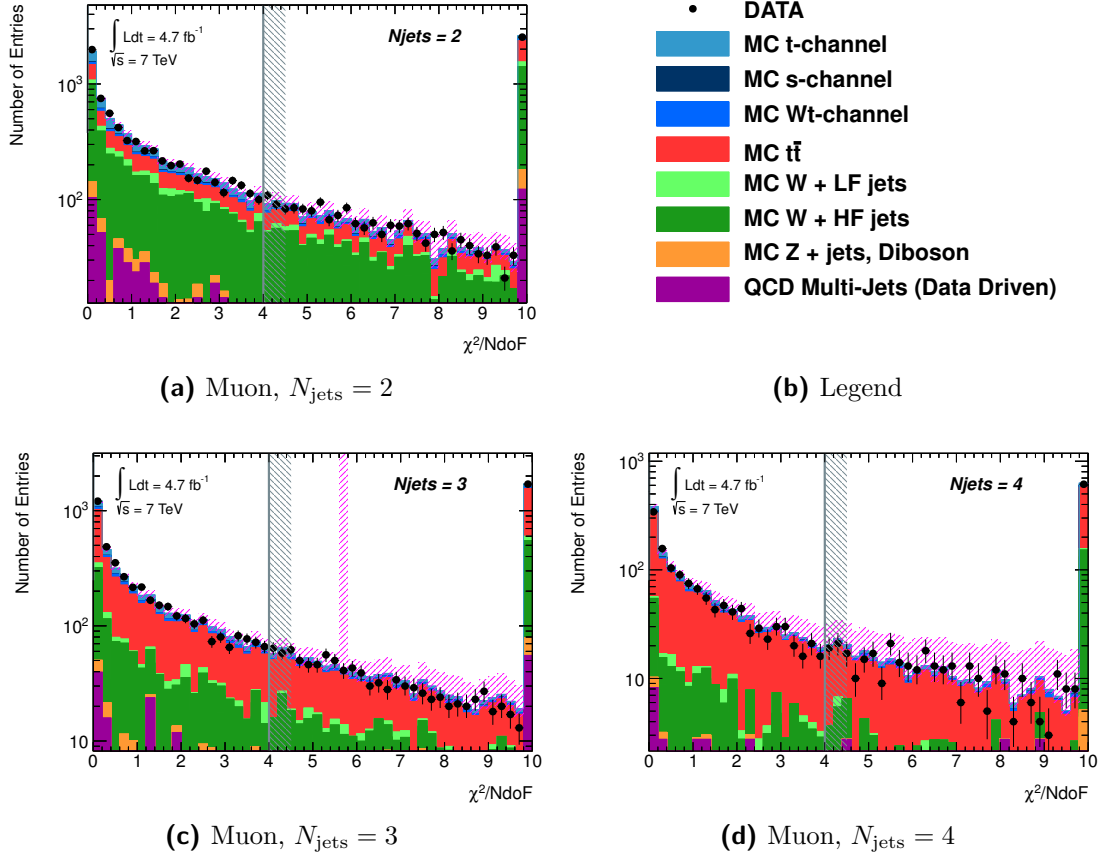 Number of Entries
∫ Ldt = 4.7 fb⁻¹
√s = 7 TeV
Njets = 2
10³
10²
0 1 2 3 4 5 6 7 8 9 10
χ²/NdoF
(a) Muon, N_jets = 2
DATA
MC t-channel
MC s-channel
MC Wt-channel
MC tt̄
MC W + LF jets
MC W + HF jets
MC Z + jets, Diboson
QCD Multi-Jets (Data Driven)
(b) Legend
Number of Entries
∫ Ldt = 4.7 fb⁻¹
√s = 7 TeV
Njets = 3
10³
10²
10
0 1 2 3 4 5 6 7 8 9 10
χ²/NdoF
(c) Muon, N_jets = 3
Number of Entries
∫ Ldt = 4.7 fb⁻¹
√s = 7 TeV
Njets = 4
10³
10²
10
0 1 2 3 4 5 6 7 8 9 10
χ²/NdoF
(d) Muon, N_jets = 4